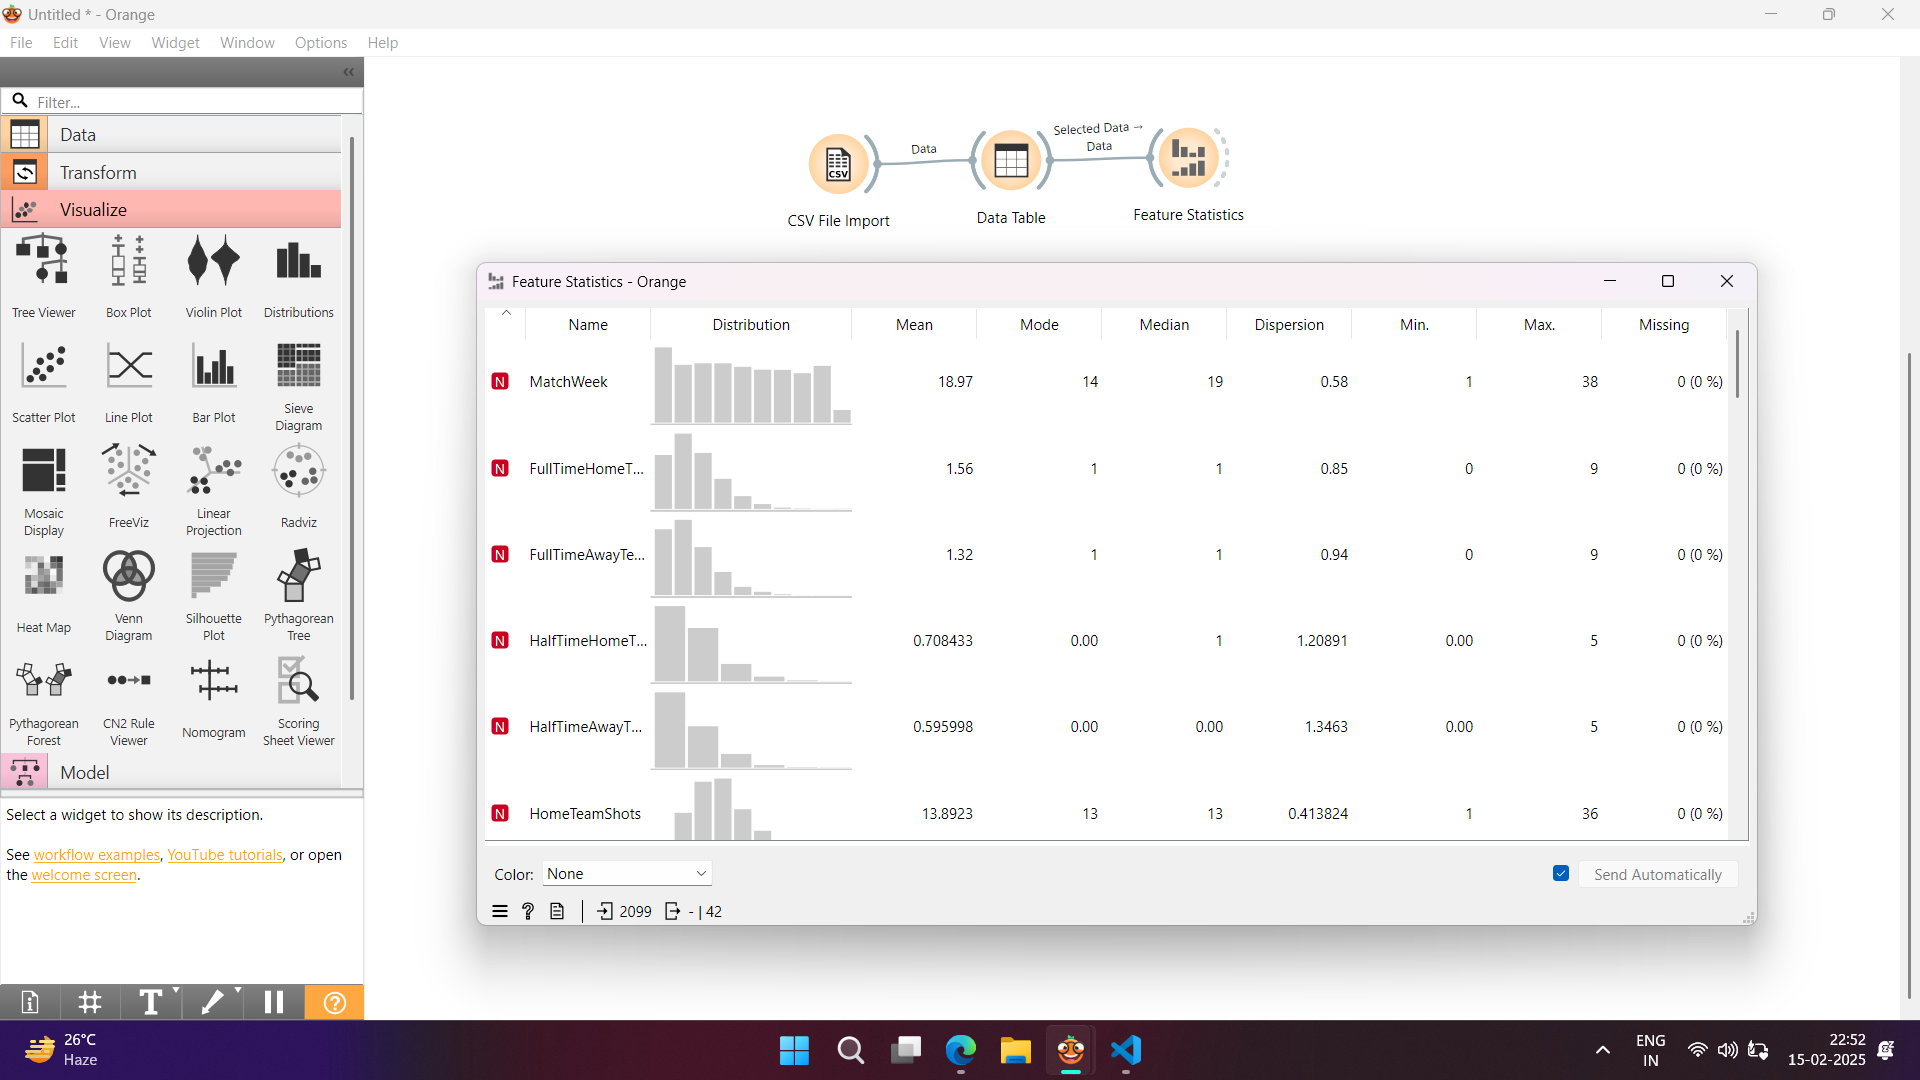 Untitled * - Orange
File Edit View Widget Window Options Help
Filter...
Data
Transform
Visualize
Tree Viewer
Box Plot
Violin Plot
Distributions
Scatter Plot
Line Plot
Bar Plot
Sieve
Diagram
Mosaic
Display
FreeViz
Linear
Projection
Radviz
Heat Map
Venn
Diagram
Silhouette
Plot
Pythagorean
Tree
Pythagorean
Forest
CN2 Rule
Viewer
Nomogram
Scoring
Sheet Viewer
Model
Select a widget to show its description.
See workflow examples, YouTube tutorials, or open
the welcome screen.
CSV
CSV File Import
Data
Data Table
Selected Data →
Data
Feature Statistics
Feature Statistics - Orange
Name Distribution Mean Mode Median Dispersion Min. Max. Missing
N MatchWeek 18.97 14 19 0.58 1 38 0 (0 %)
N FullTimeHomeT... 1.56 1 1 0.85 0 9 0 (0 %)
N FullTimeAwayTe... 1.32 1 1 0.94 0 9 0 (0 %)
N HalfTimeHomeT... 0.708433 0.00 1 1.20891 0.00 5 0 (0 %)
N HalfTimeAwayT... 0.595998 0.00 0.00 1.3463 0.00 5 0 (0 %)
N HomeTeamShots 13.8923 13 13 0.413824 1 36 0 (0 %)
Color: None
Send Automatically
? 2099 - | 42
T
?
26°C
Haze
ENG
IN
22:52
15-02-2025